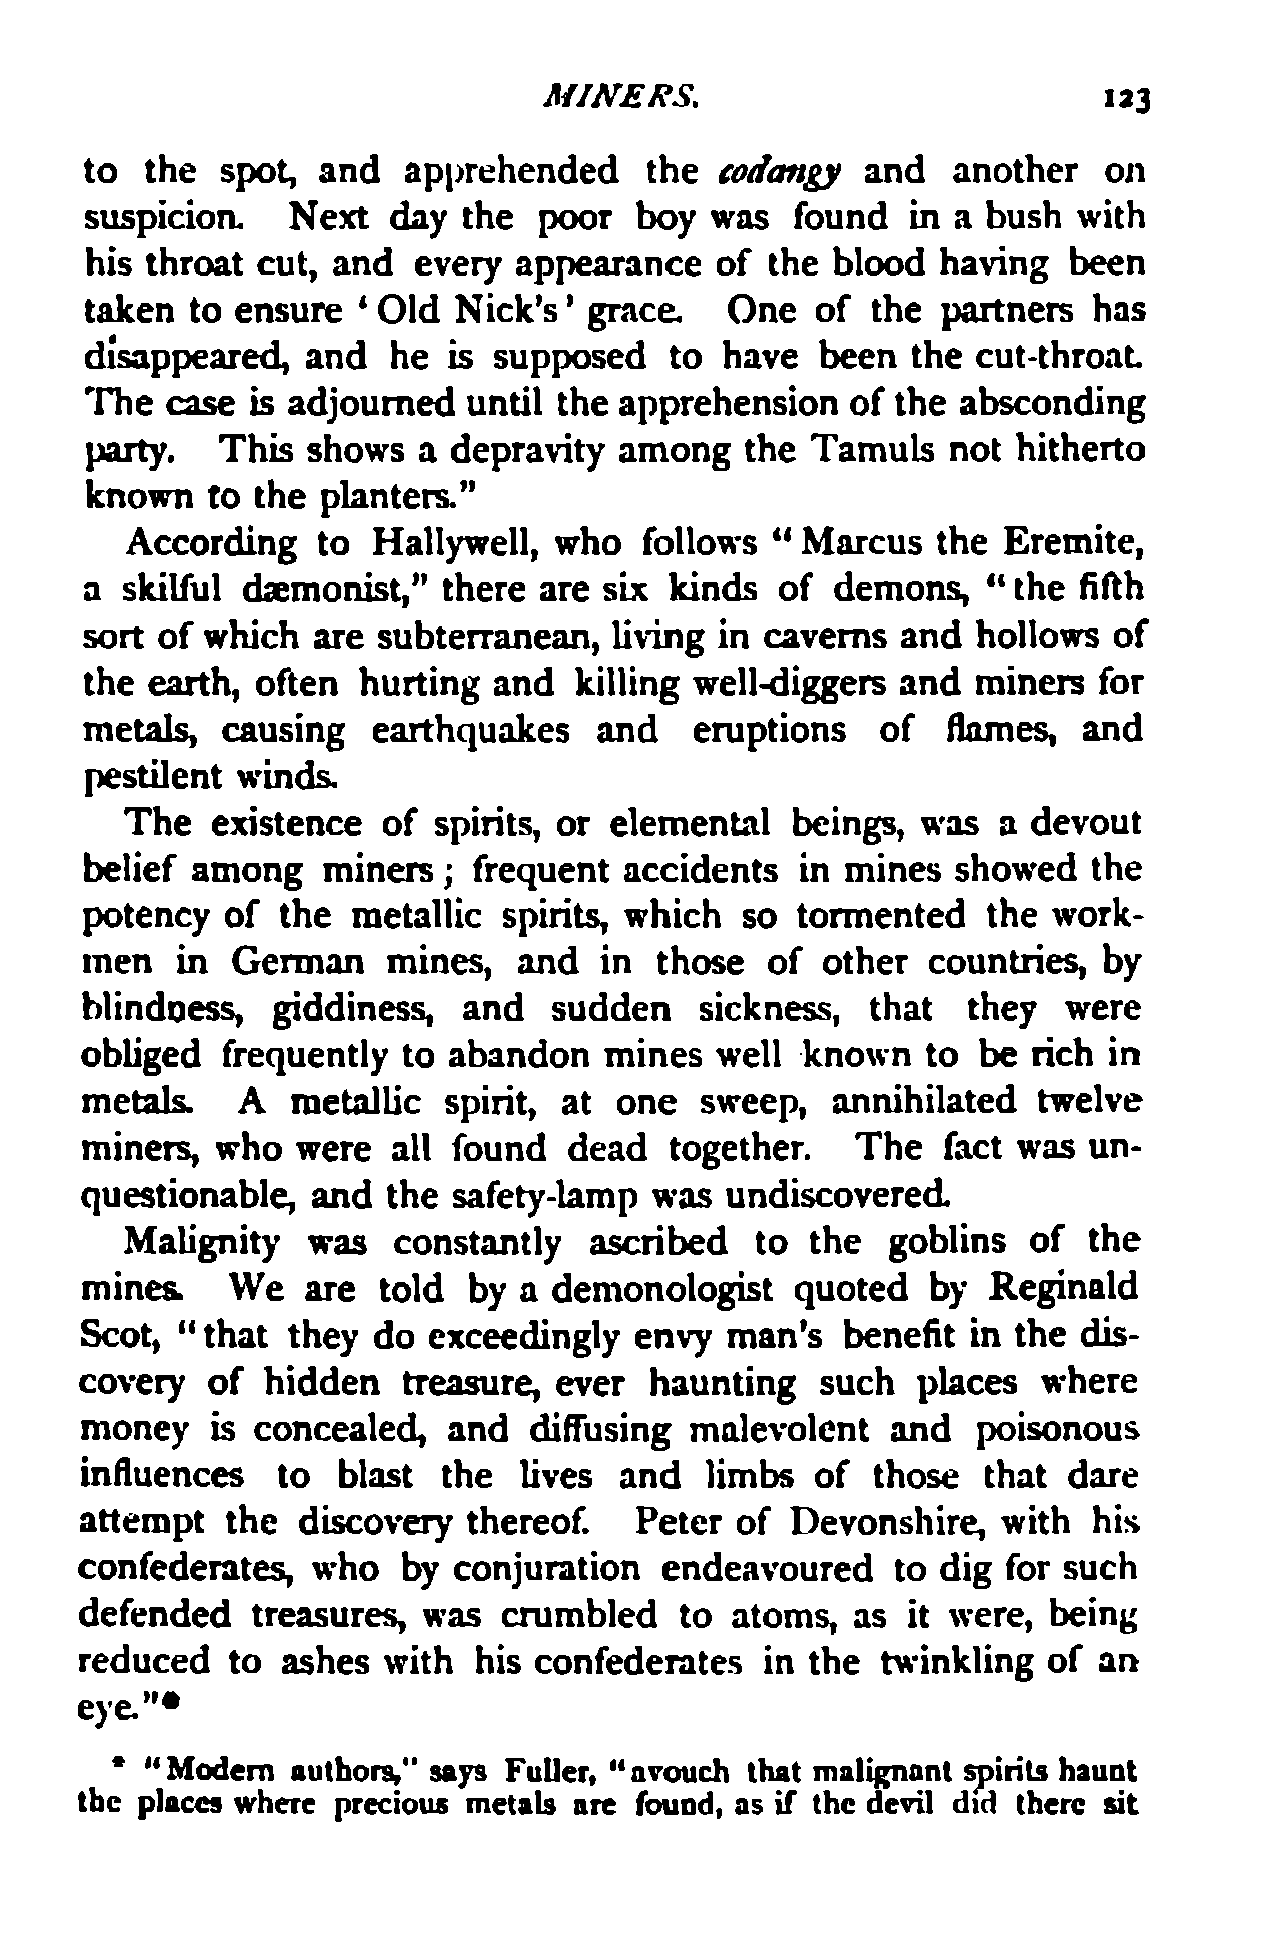 MINERS. 123
to the spot, and apprehended the codangy and another on
suspicion. Next day the poor boy was found in a bush with
his throat cut, and every appearance of the blood having been
taken to ensure ‘Old Nick's’ grace. One of the partners has
disappeared, and he is supposed to have been the cut-throat.
The case is adjourned until the apprehension of the absconding
party. This shows a depravity among the Tamuls not hitherto
known to the planters."
According to Hallywell, who follows "Marcus the Eremite,
a skilful dæmonist," there are six kinds of demons, "the fifth
sort of which are subterranean, living in caverns and hollows of
the earth, often hurting and killing well-diggers and miners for
metals, causing earthquakes and eruptions of flames, and
pestilent winds.
The existence of spirits, or elemental beings, was a devout
belief among miners; frequent accidents in mines showed the
potency of the metallic spirits, which so tormented the work-
men in German mines, and in those of other countries, by
blindness, giddiness, and sudden sickness, that they were
obliged frequently to abandon mines well known to be rich in
metals. A metallic spirit, at one sweep, annihilated twelve
miners, who were all found dead together. The fact was un-
questionable, and the safety-lamp was undiscovered.
Malignity was constantly ascribed to the goblins of the
mines. We are told by a demonologist quoted by Reginald
Scot, "that they do exceedingly envy man's benefit in the dis-
covery of hidden treasure, ever haunting such places where
money is concealed, and diffusing malevolent and poisonous
influences to blast the lives and limbs of those that dare
attempt the discovery thereof. Peter of Devonshire, with his
confederates, who by conjuration endeavoured to dig for such
defended treasures, was crumbled to atoms, as it were, being
reduced to ashes with his confederates in the twinkling of an
eye."*
* "Modern authors," says Fuller, "avouch that malignant spirits haunt
the places where precious metals are found, as if the devil did there sit